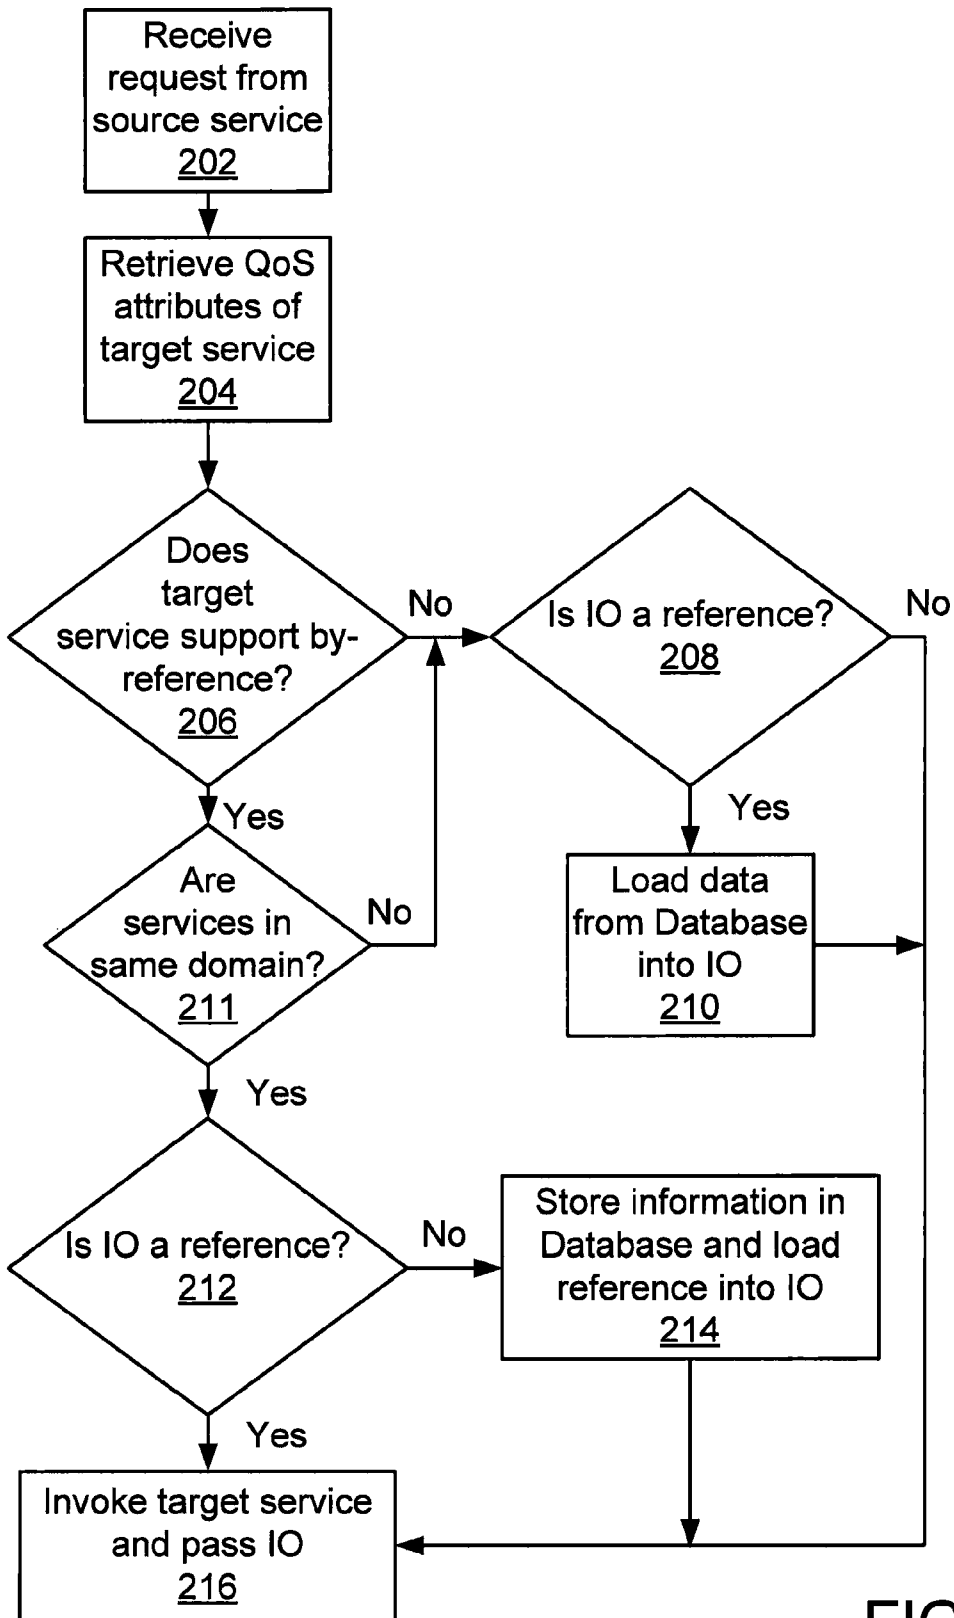 Receive
request from
source service
202
Retrieve QoS
attributes of
target service
204
Does
target
service support by-
reference?
206
No
Is IO a reference?
208
No
Yes
Yes
Are
services in
same domain?
211
No
Load data
from Database
into IO
210
Yes
Is IO a reference?
212
No
Store information in
Database and load
reference into IO
214
Yes
Invoke target service
and pass IO
216